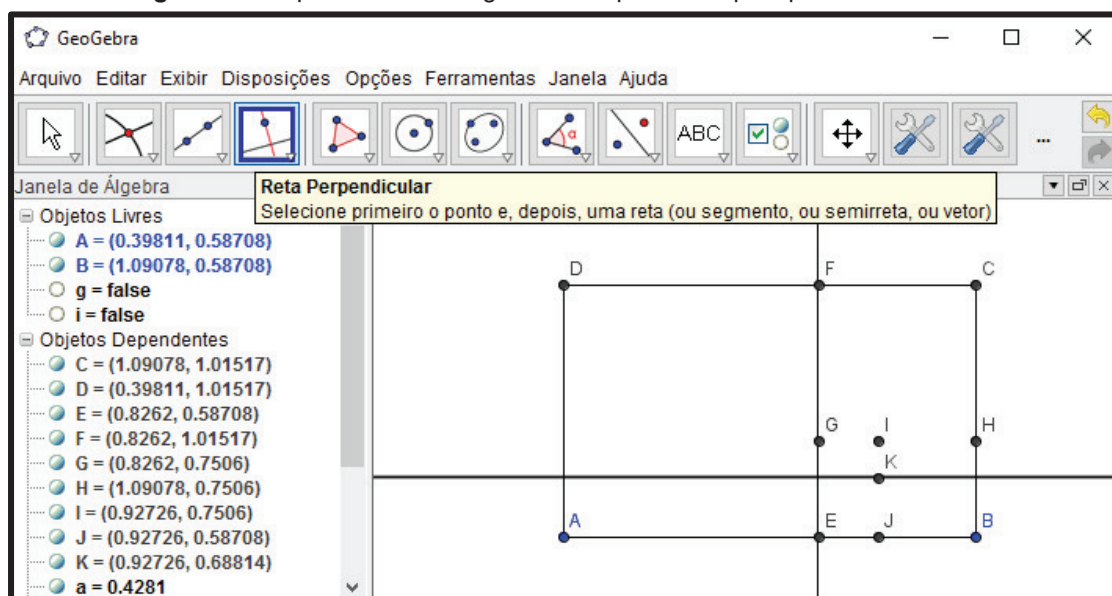 GeoGebra
Arquivo Editar Exibir Disposições Opções Ferramentas Janela Ajuda
α ABC ...
Janela de Álgebra
Reta Perpendicular
Selecione primeiro o ponto e, depois, uma reta (ou segmento, ou semirreta, ou vetor)
Objetos Livres
A = (0.39811, 0.58708)
B = (1.09078, 0.58708)
g = false
i = false
Objetos Dependentes
C = (1.09078, 1.01517)
D = (0.39811, 1.01517)
E = (0.8262, 0.58708)
F = (0.8262, 1.01517)
G = (0.8262, 0.7506)
H = (1.09078, 0.7506)
I = (0.92726, 0.7506)
J = (0.92726, 0.58708)
K = (0.92726, 0.68814)
a = 0.4281
D F C
G I H
K
A E J B